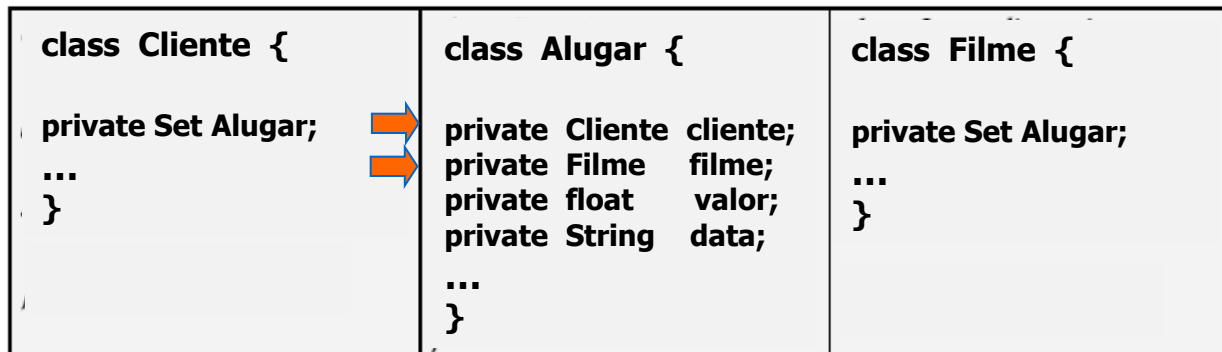 class Cliente {
private Set Alugar;
...
}
class Alugar {
private Cliente cliente;
private Filme filme;
private float valor;
private String data;
...
}
class Filme {
private Set Alugar;
...
}